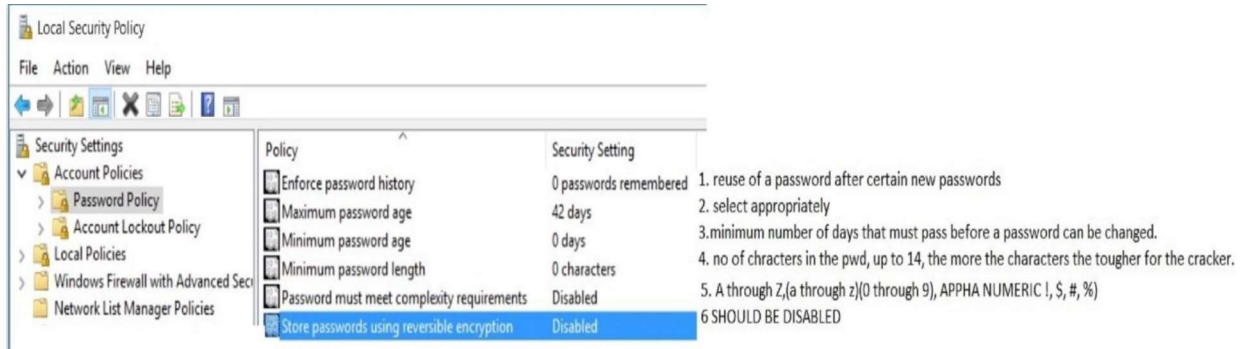 Local Security Policy
File Action View Help
Security Settings
Account Policies
Password Policy
Account Lockout Policy
Local Policies
Windows Firewall with Advanced Secu
Network List Manager Policies
Policy Security Setting
Enforce password history 0 passwords remembered
Maximum password age 42 days
Minimum password age 0 days
Minimum password length 0 characters
Password must meet complexity requirements Disabled
Store passwords using reversible encryption Disabled
1. reuse of a password after certain new passwords
2. select appropriately
3.minimum number of days that must pass before a password can be changed.
4. no of chracters in the pwd, up to 14, the more the characters the tougher for the cracker.
5. A through Z,(a through z)(0 through 9), APPHA NUMERIC !, $, #, %)
6 SHOULD BE DISABLED